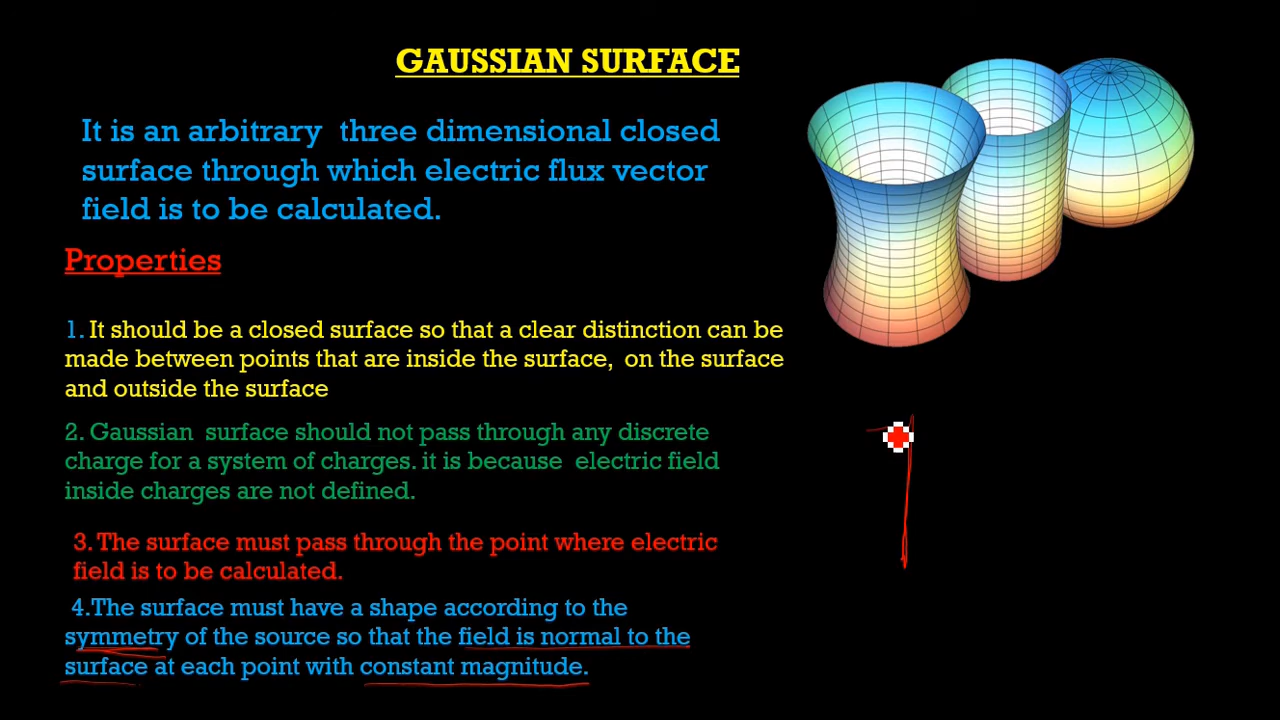 GAUSSIAN SURFACE
It is an arbitrary three dimensional closed
surface through which electric flux vector
field is to be calculated.
Properties
1. It should be a closed surface so that a clear distinction can be
made between points that are inside the surface, on the surface
and outside the surface
2. Gaussian surface should not pass through any discrete
charge for a system of charges. it is because electric field
inside charges are not defined.
3. The surface must pass through the point where electric
field is to be calculated.
4.The surface must have a shape according to the
symmetry of the source so that the field is normal to the
surface at each point with constant magnitude.